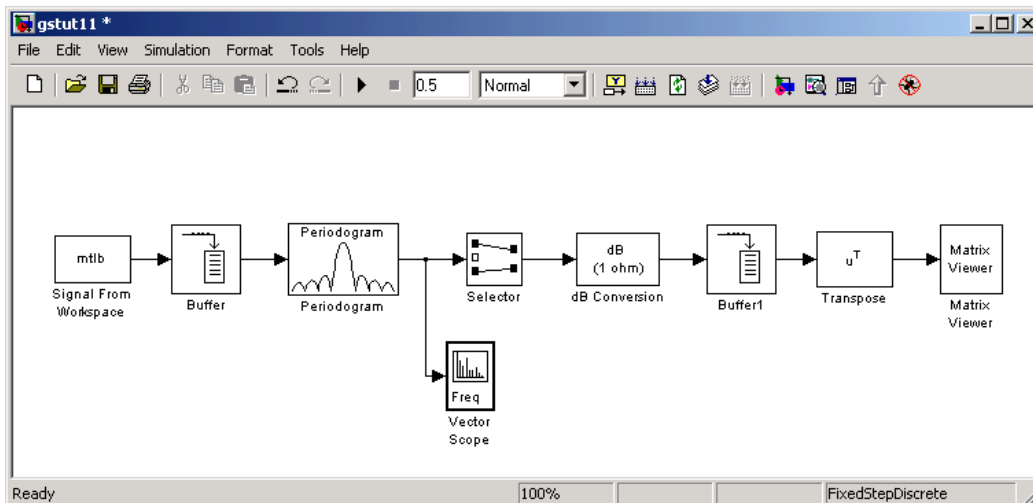 gstut11 *
File Edit View Simulation Format Tools Help
0.5 Normal
mtlb
Signal From
Workspace
Buffer
Periodogram
Periodogram
Selector
dB
(1 ohm)
dB Conversion
Buffer1
uT
Transpose
Matrix
Viewer
Matrix
Viewer
Freq
Vector
Scope
Ready 100% FixedStepDiscrete